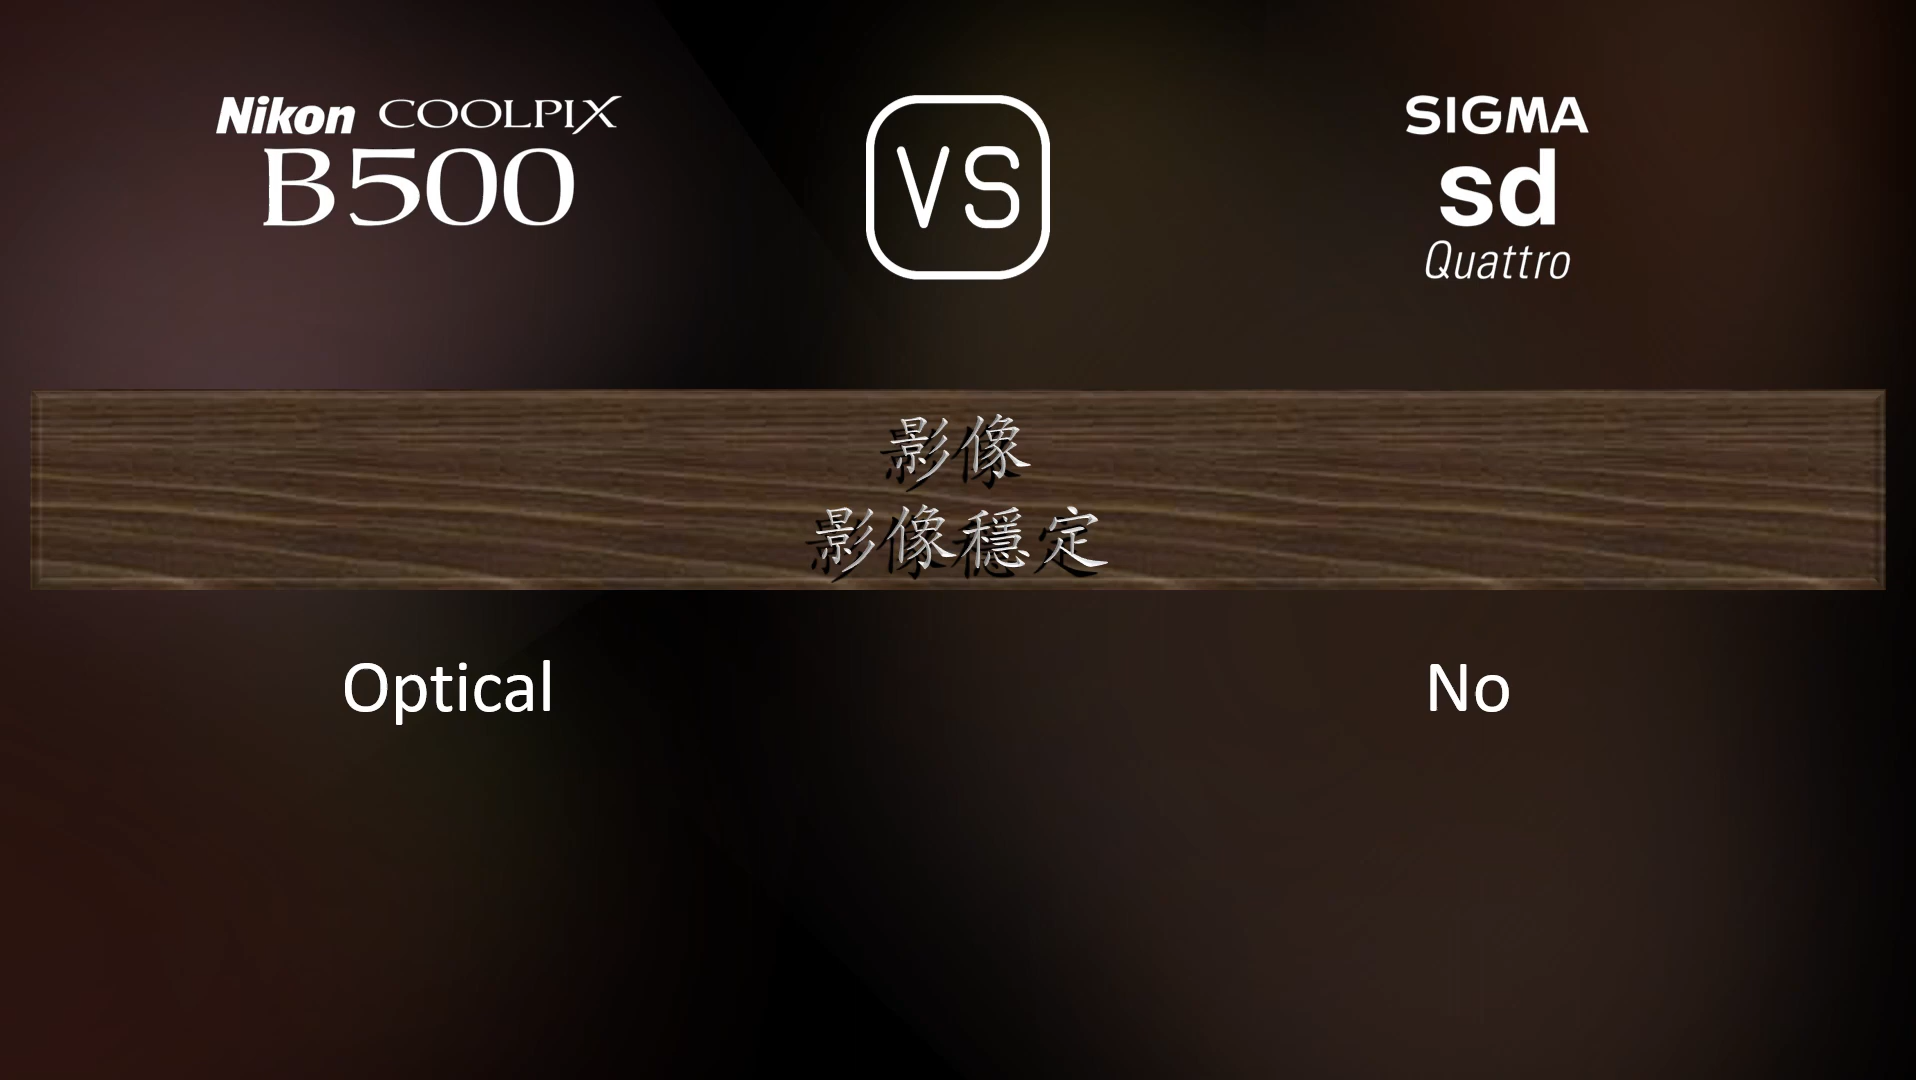 Nikon COOLPIX
B500
VS
SIGMA
sd
Quattro
影像
影像穩定
Optical
No